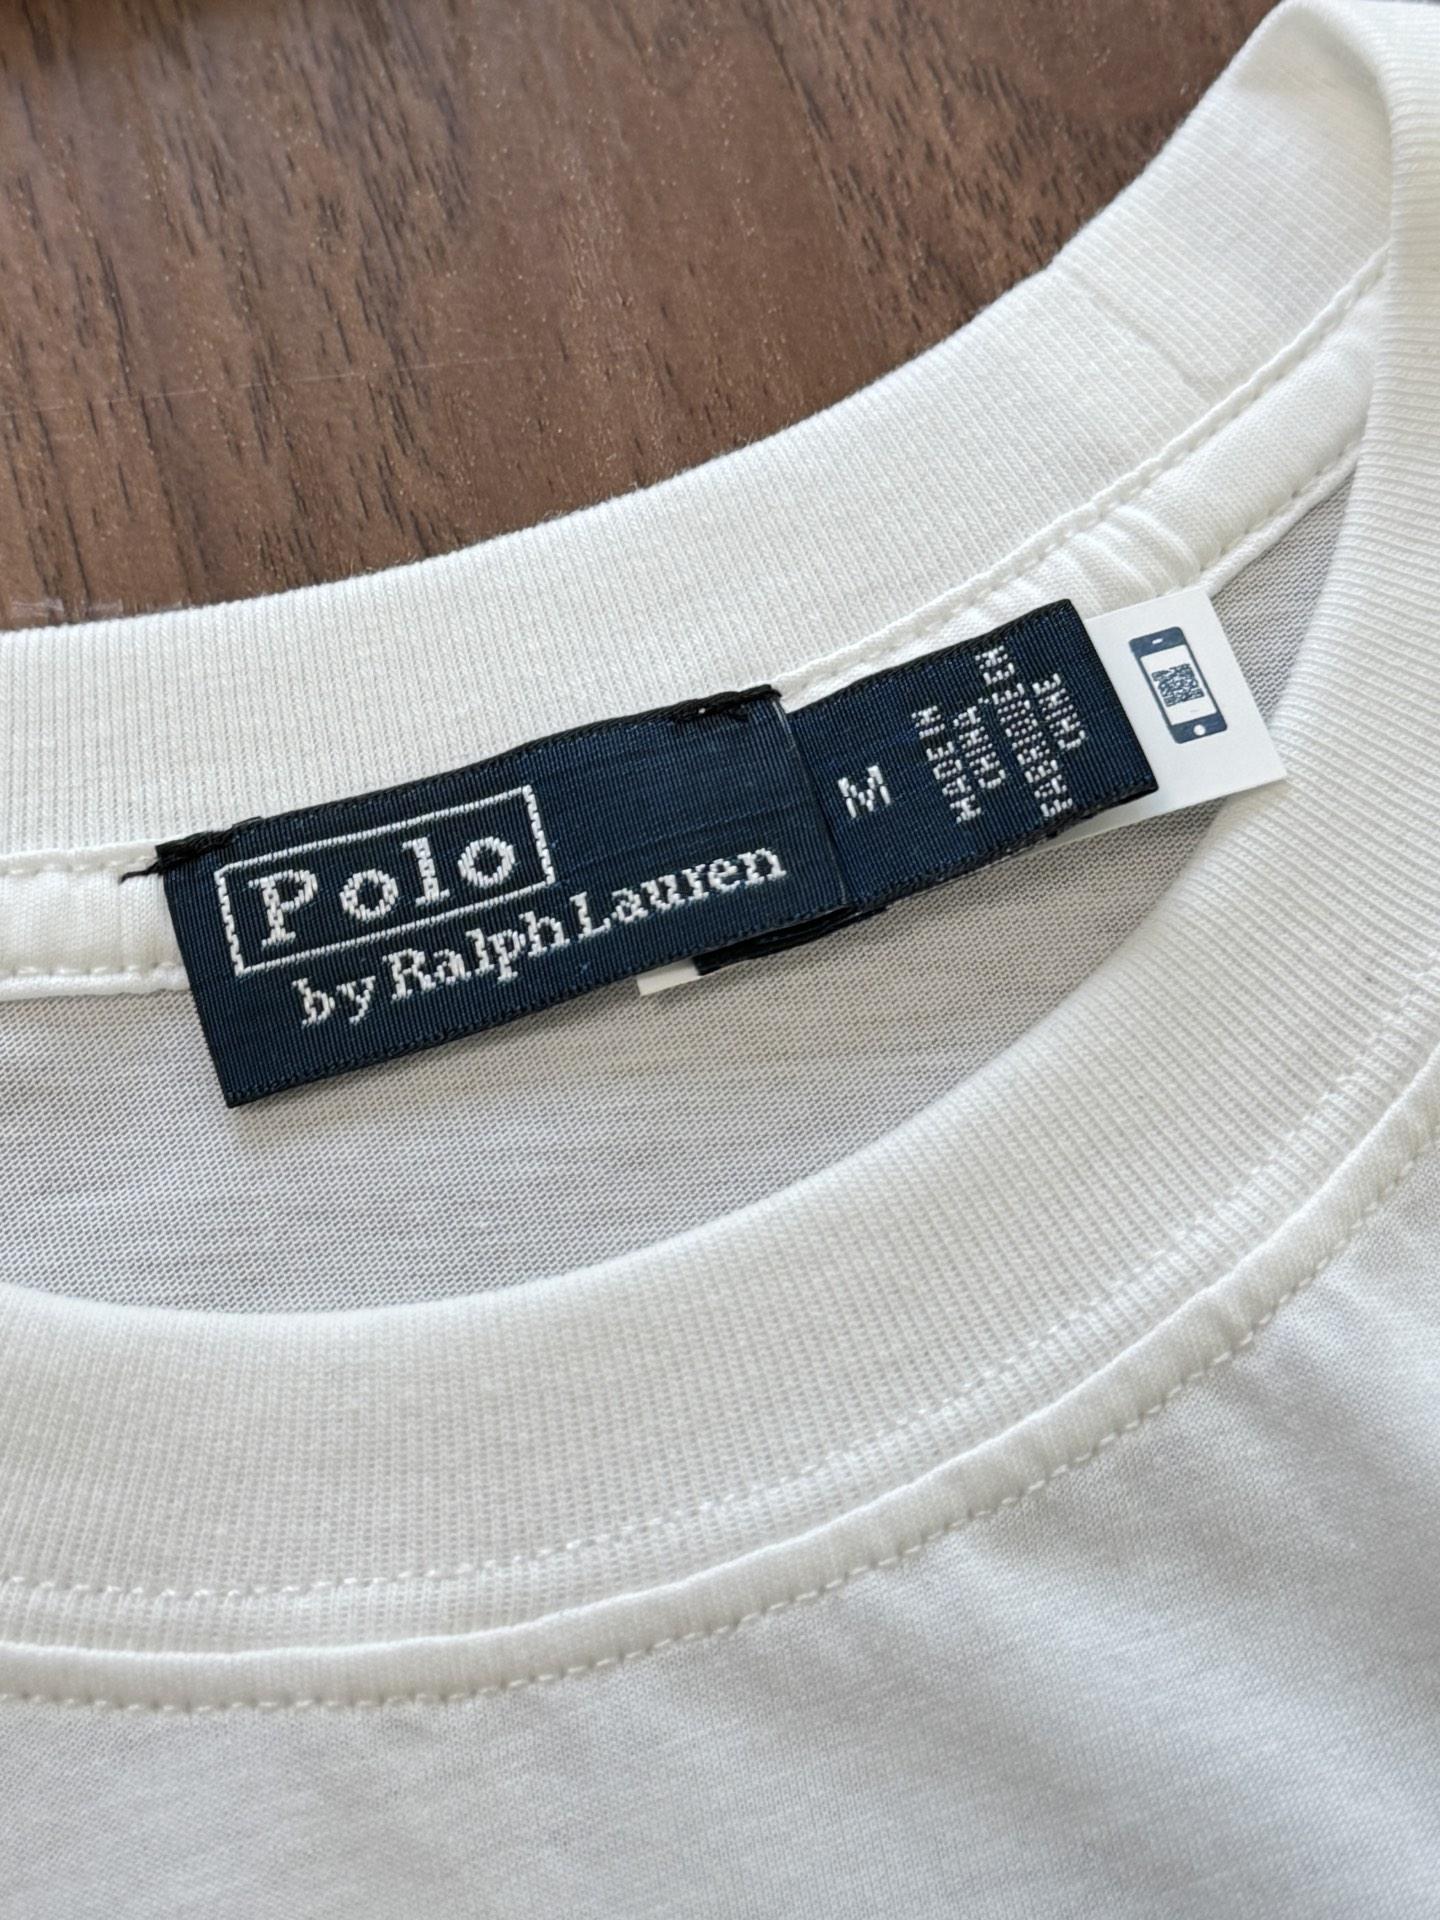 Polo
by Ralph Lauren
M
MADE IN
CHINA
FABRIQUE EN
CHINE